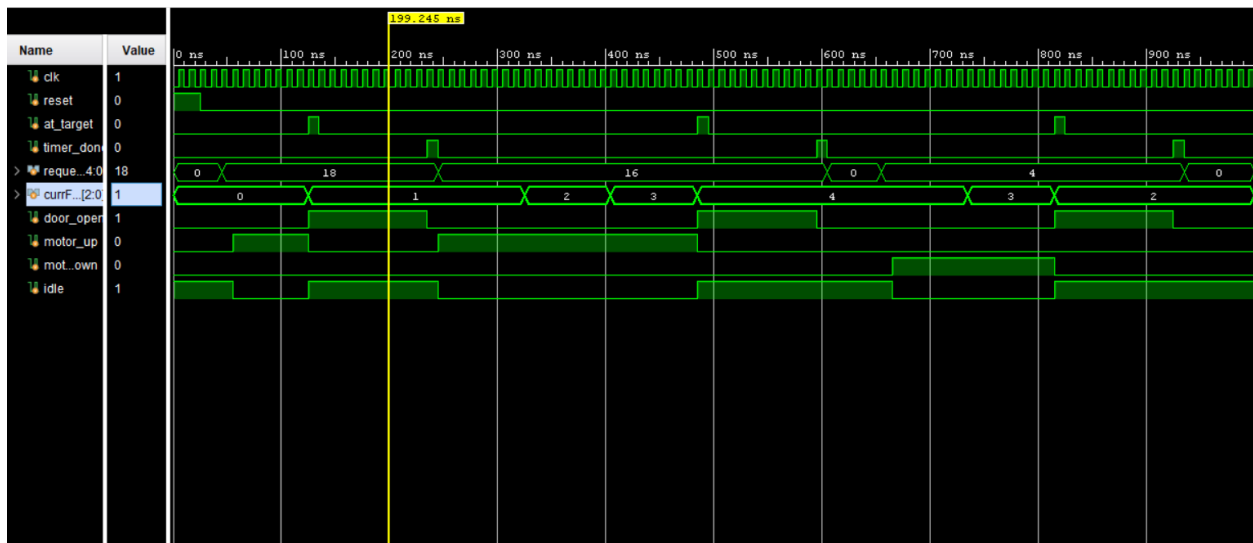 199.245 ns
Name Value 0 ns 100 ns 200 ns 300 ns 400 ns 500 ns 600 ns 700 ns 800 ns 900 ns
clk 1
reset 0
at_target 0
timer_don 0
reque...4:0 18 0 18 16 0 4 0
currF...[2:0] 1 0 1 2 3 4 3 2
door_open 1
motor_up 0
mot...own 0
idle 1